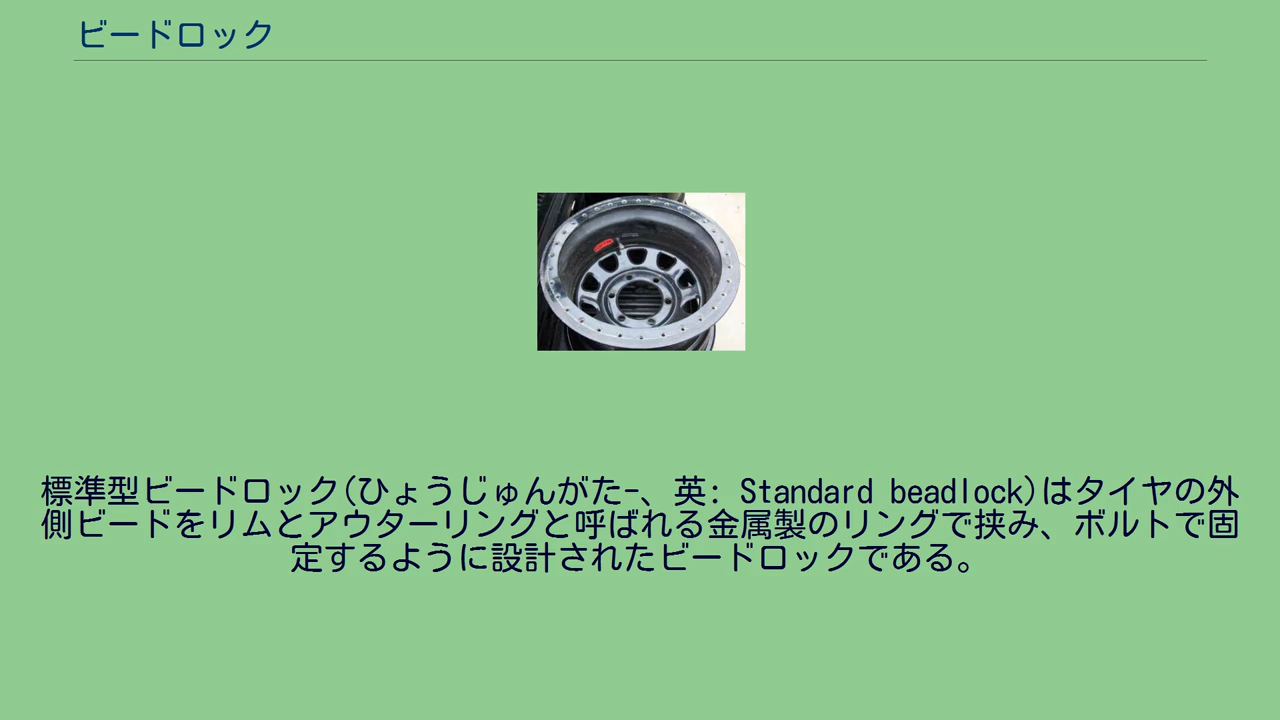 ビードロック
標準型ビードロック(ひょうじゅんがた-、英: Standard beadlock)はタイヤの外
側ビードをリムとアウターリングと呼ばれる金属製のリングで挟み、ボルトで固
定するように設計されたビードロックである。